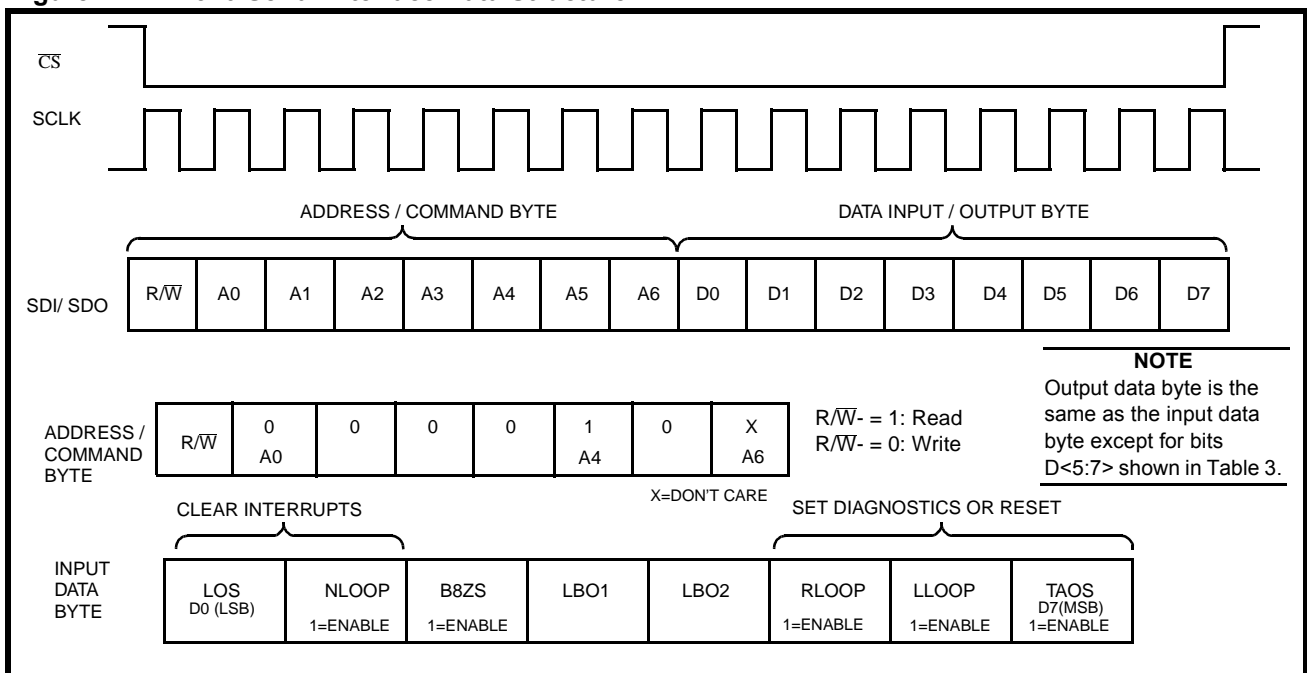 CS
SCLK
ADDRESS / COMMAND BYTE
DATA INPUT / OUTPUT BYTE
SDI/ SDO
R/W A0 A1 A2 A3 A4 A5 A6 D0 D1 D2 D3 D4 D5 D6 D7
NOTE
Output data byte is the
same as the input data
byte except for bits
D<5:7> shown in Table 3.
ADDRESS /
COMMAND
BYTE
R/W 0 0 0 0 1 0 X
A0 A4 A6
R/W- = 1: Read
R/W- = 0: Write
X=DON'T CARE
CLEAR INTERRUPTS
SET DIAGNOSTICS OR RESET
INPUT
DATA
BYTE
LOS NLOOP B8ZS LBO1 LBO2 RLOOP LLOOP TAOS
D0 (LSB) D7(MSB)
1=ENABLE 1=ENABLE 1=ENABLE 1=ENABLE 1=ENABLE